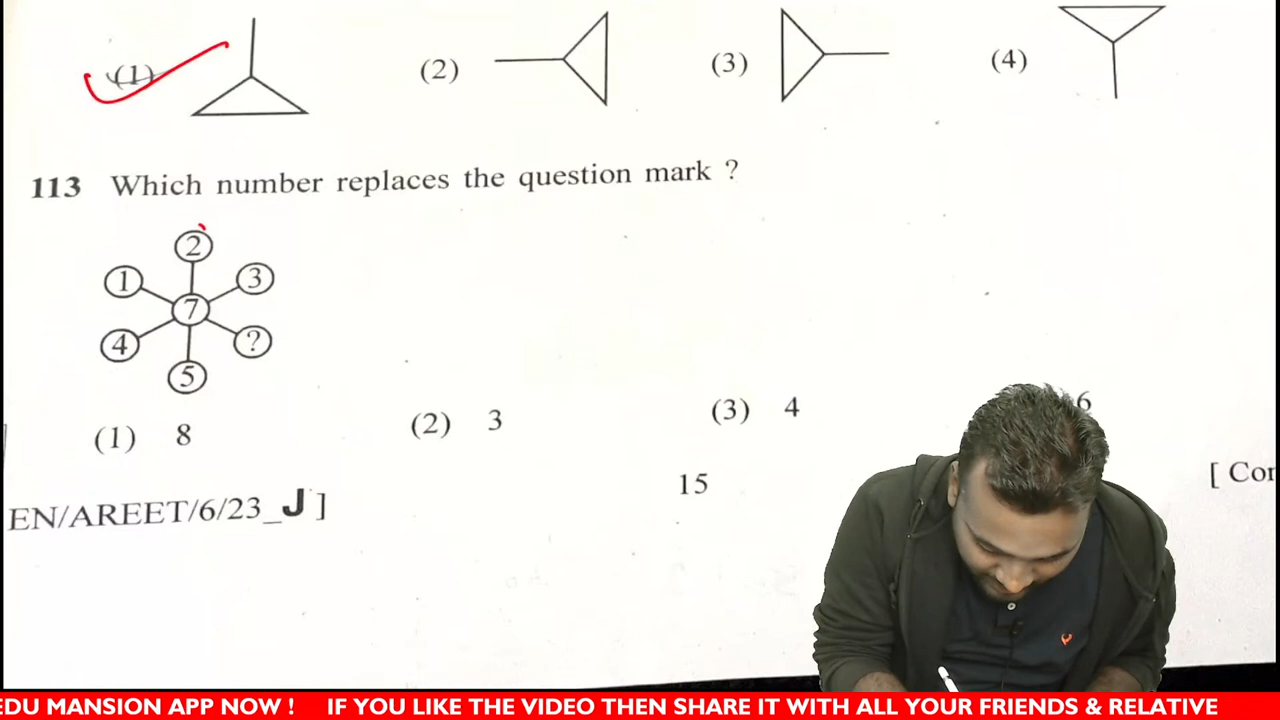 (1) (2) (3) (4)
113 Which number replaces the question mark ?
2
1 3
7
4 ?
5
(1) 8 (2) 3 (3) 4 6
15
EN/AREET/6/23_J ]
EDU MANSION APP NOW ! IF YOU LIKE THE VIDEO THEN SHARE IT WITH ALL YOUR FRIENDS & RELATIVE